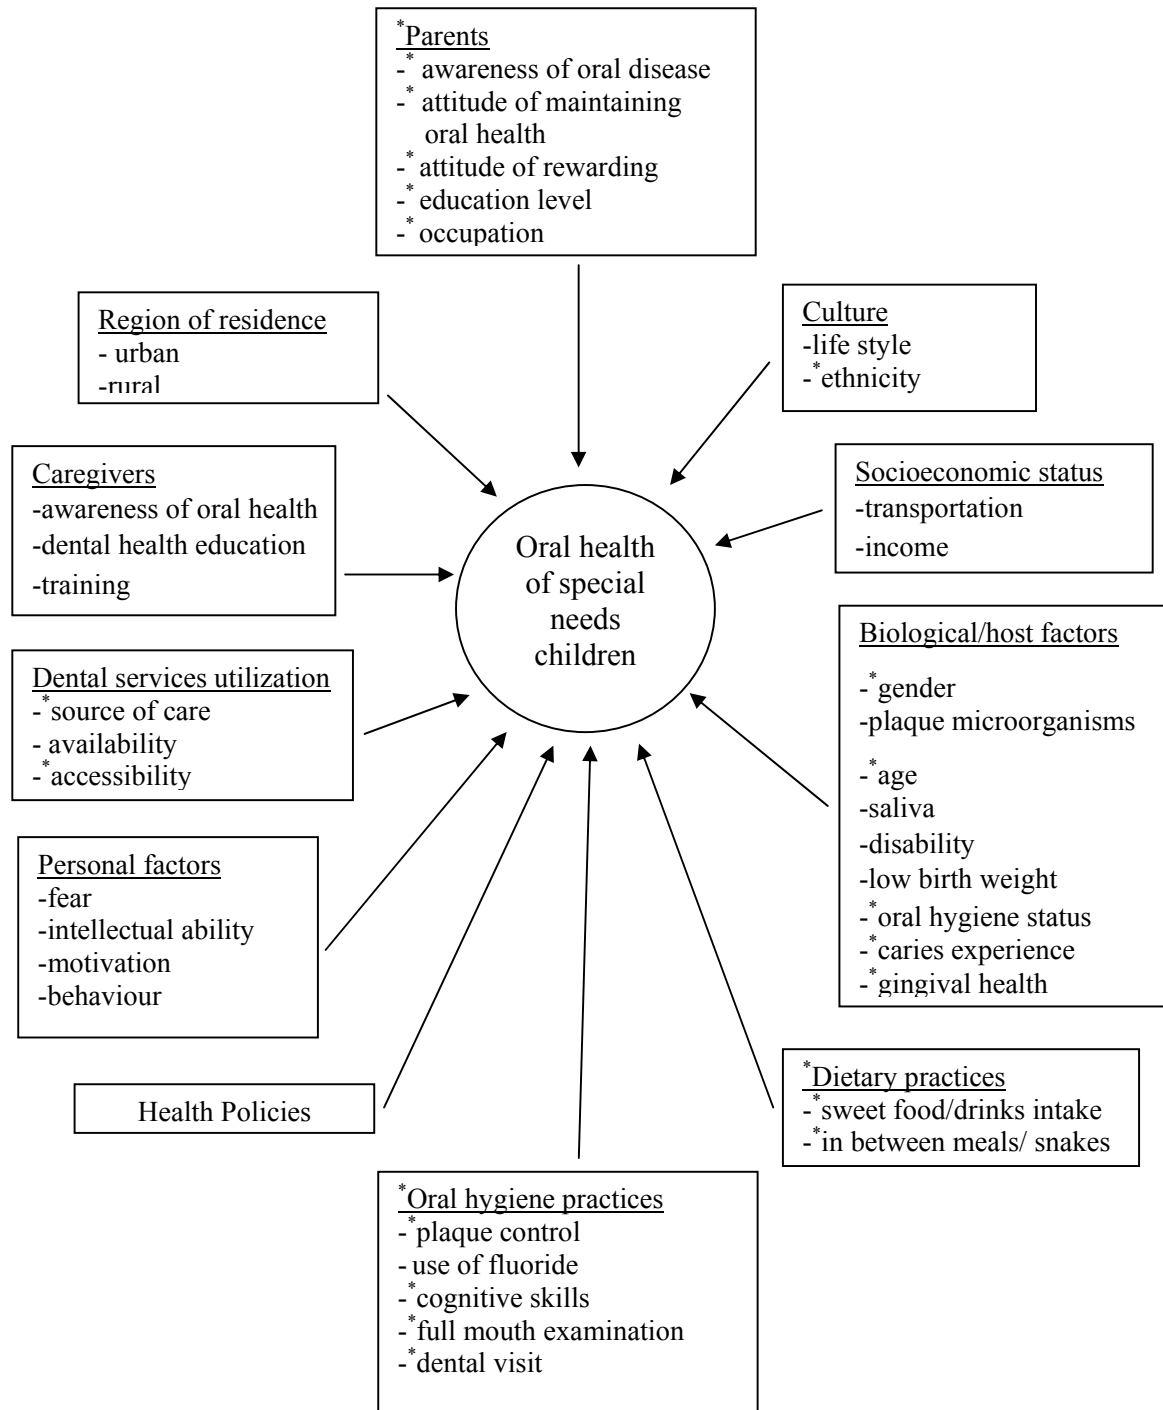 *Parents
-* awareness of oral disease
-* attitude of maintaining
oral health
-* attitude of rewarding
-* education level
-* occupation
Region of residence
- urban
-rural
Culture
-life style
-*ethnicity
Caregivers
-awareness of oral health
-dental health education
-training
Socioeconomic status
-transportation
-income
Oral health
of special
needs
children
Dental services utilization
-*source of care
- availability
-*accessibility
Biological/host factors
-*gender
-plaque microorganisms
-*age
-saliva
-disability
-low birth weight
-*oral hygiene status
-*caries experience
-*gingival health
Personal factors
-fear
-intellectual ability
-motivation
-behaviour
Health Policies
*Dietary practices
-*sweet food/drinks intake
-*in between meals/ snakes
*Oral hygiene practices
-*plaque control
-use of fluoride
-*cognitive skills
-*full mouth examination
-*dental visit